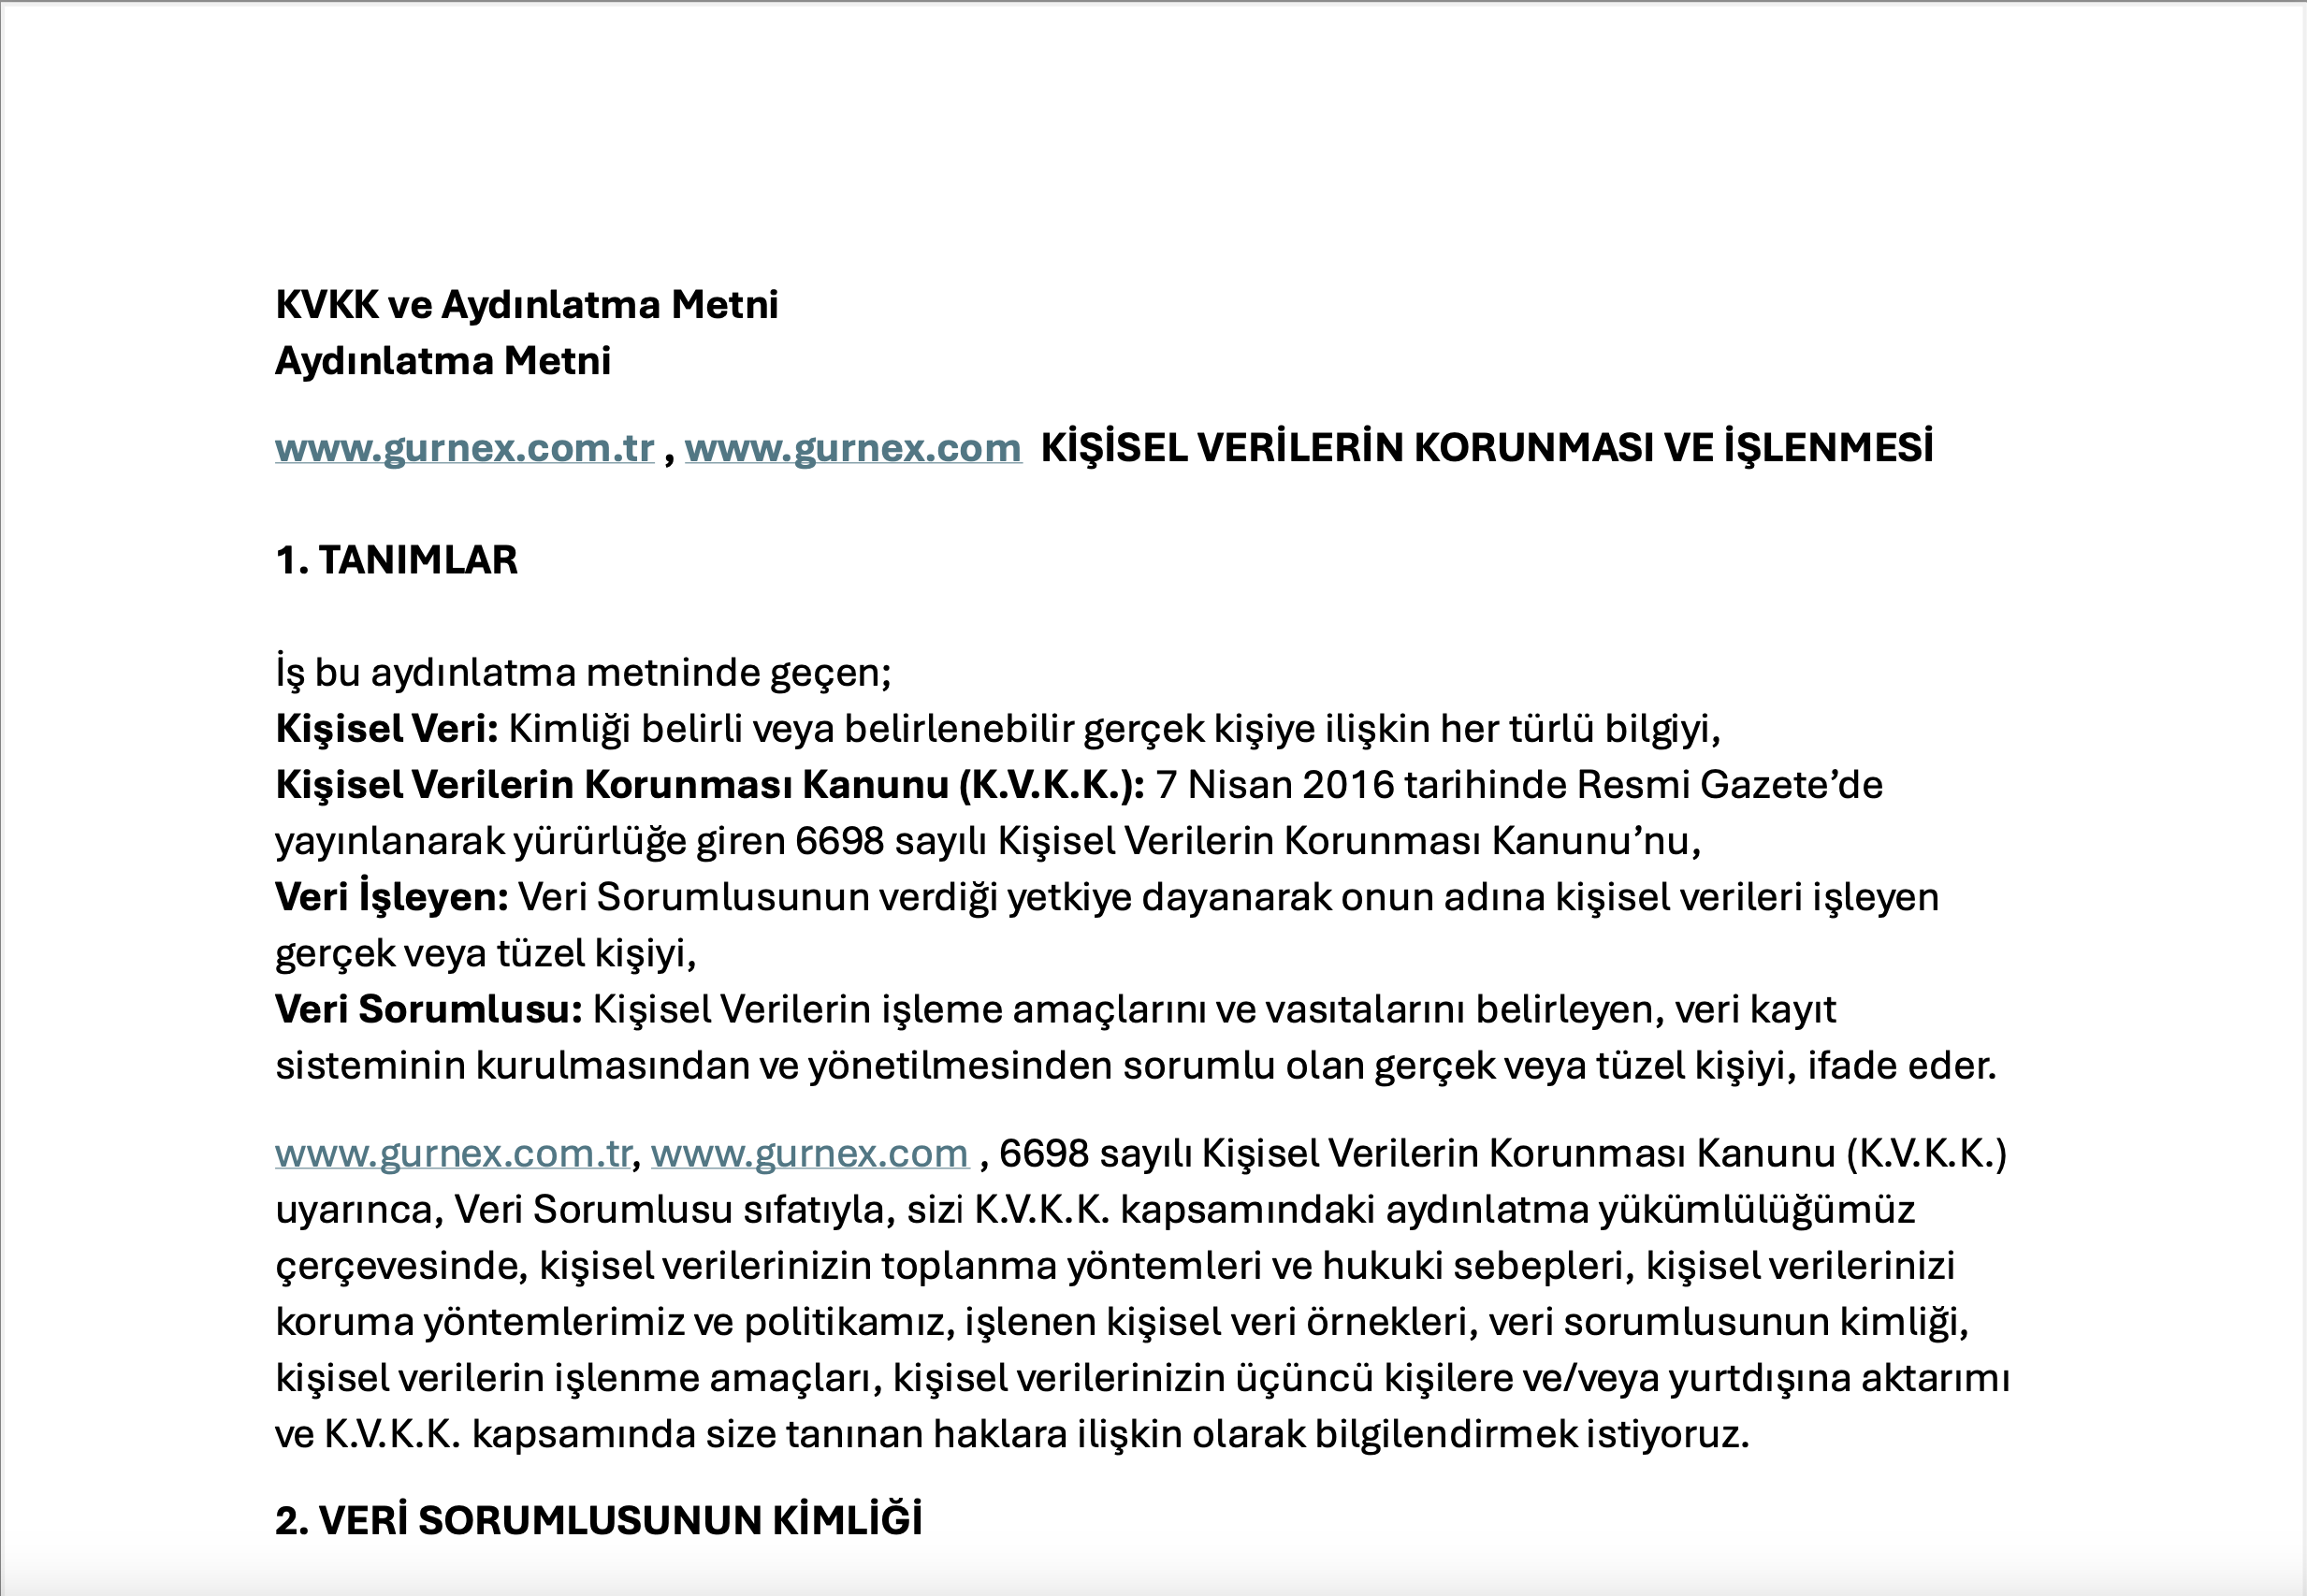 KVKK ve Aydınlatma Metni
Aydınlatma Metni
www.gurnex.com.tr , www.gurnex.com KİŞİSEL VERİLERİN KORUNMASI VE İŞLENMESİ
1. TANIMLAR
İş bu aydınlatma metninde geçen;
Kişisel Veri: Kimliği belirli veya belirlenebilir gerçek kişiye ilişkin her türlü bilgiyi,
Kişisel Verilerin Korunması Kanunu (K.V.K.K.): 7 Nisan 2016 tarihinde Resmi Gazete’de
yayınlanarak yürürlüğe giren 6698 sayılı Kişisel Verilerin Korunması Kanunu’nu,
Veri İşleyen: Veri Sorumlusunun verdiği yetkiye dayanarak onun adına kişisel verileri işleyen
gerçek veya tüzel kişiyi,
Veri Sorumlusu: Kişisel Verilerin işleme amaçlarını ve vasıtalarını belirleyen, veri kayıt
sisteminin kurulmasından ve yönetilmesinden sorumlu olan gerçek veya tüzel kişiyi, ifade eder.
www.gurnex.com.tr, www.gurnex.com , 6698 sayılı Kişisel Verilerin Korunması Kanunu (K.V.K.K.)
uyarınca, Veri Sorumlusu sıfatıyla, sizi K.V.K.K. kapsamındaki aydınlatma yükümlülüğümüz
çerçevesinde, kişisel verilerinizin toplanma yöntemleri ve hukuki sebepleri, kişisel verilerinizi
koruma yöntemlerimiz ve politikamız, işlenen kişisel veri örnekleri, veri sorumlusunun kimliği,
kişisel verilerin işlenme amaçları, kişisel verilerinizin üçüncü kişilere ve/veya yurtdışına aktarımı
ve K.V.K.K. kapsamında size tanınan haklara ilişkin olarak bilgilendirmek istiyoruz.
2. VERİ SORUMLUSUNUN KİMLİĞİ